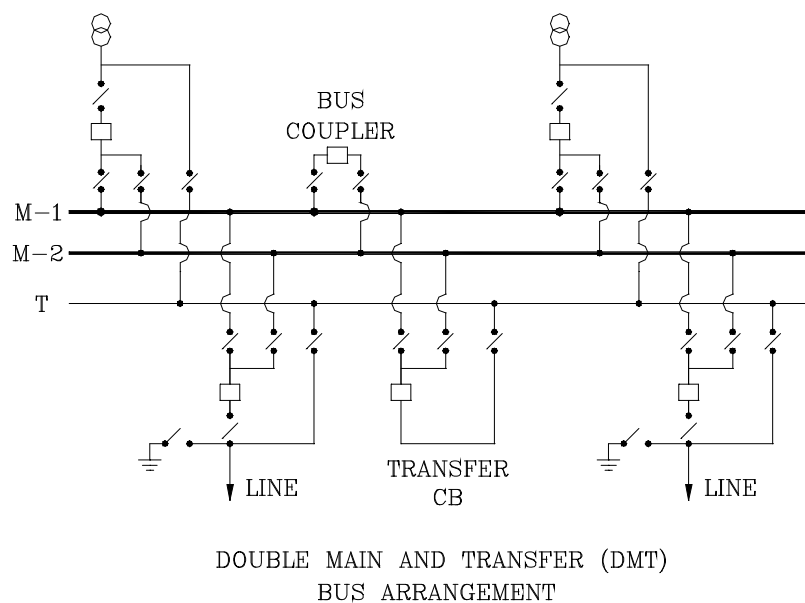 BUS
COUPLER
M-1
M-2
T
LINE
TRANSFER
CB
LINE
DOUBLE MAIN AND TRANSFER (DMT)
BUS ARRANGEMENT